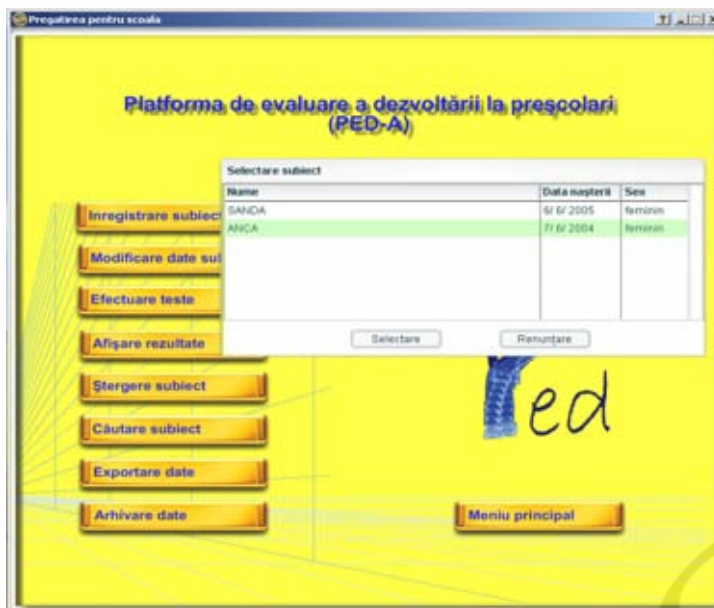 Pregatirea pentru scoala
Platforma de evaluare a dezvoltării la preşcolari
(PED-A)
Selectare subiect
Name Data naşterii Sex
SANDA 6/ 6/ 2005 feminin
ANCA 7/ 6/ 2004 feminin
Selectare Renunţare
Inregistrare subiect
Modificare date su
Efectuare teste
Afişare rezultate
Ştergere subiect
Căutare subiect
Exportare date
Arhivare date
Ped
Meniu principal